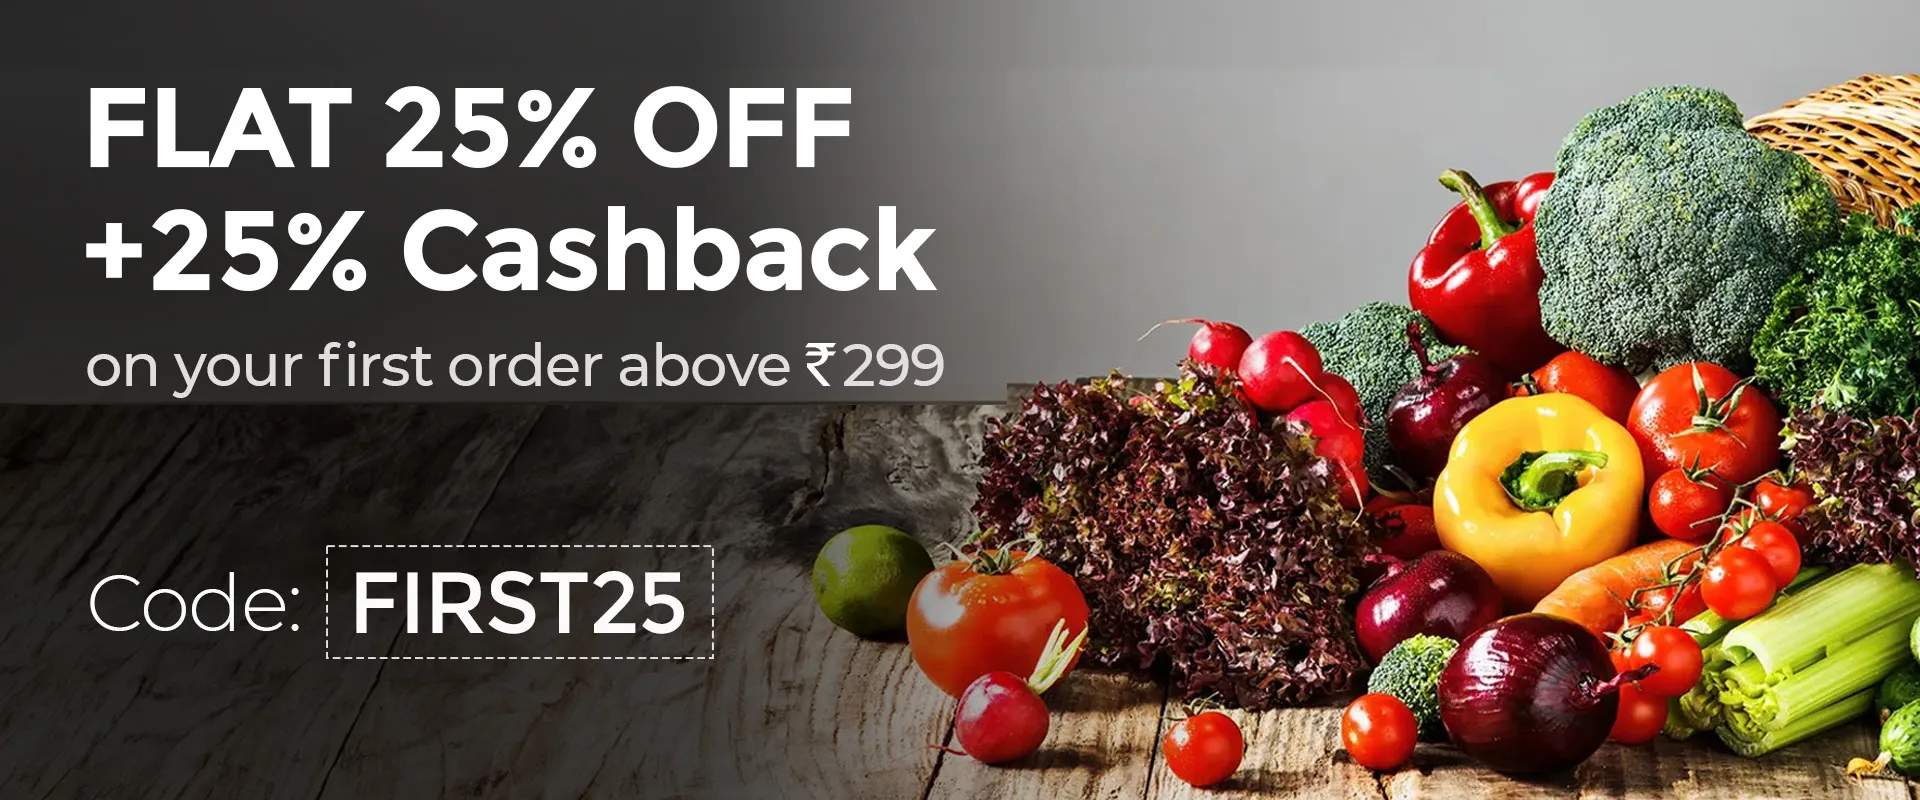 FLAT 25% OFF
+25% Cashback
on your first order above ₹299
Code: FIRST25